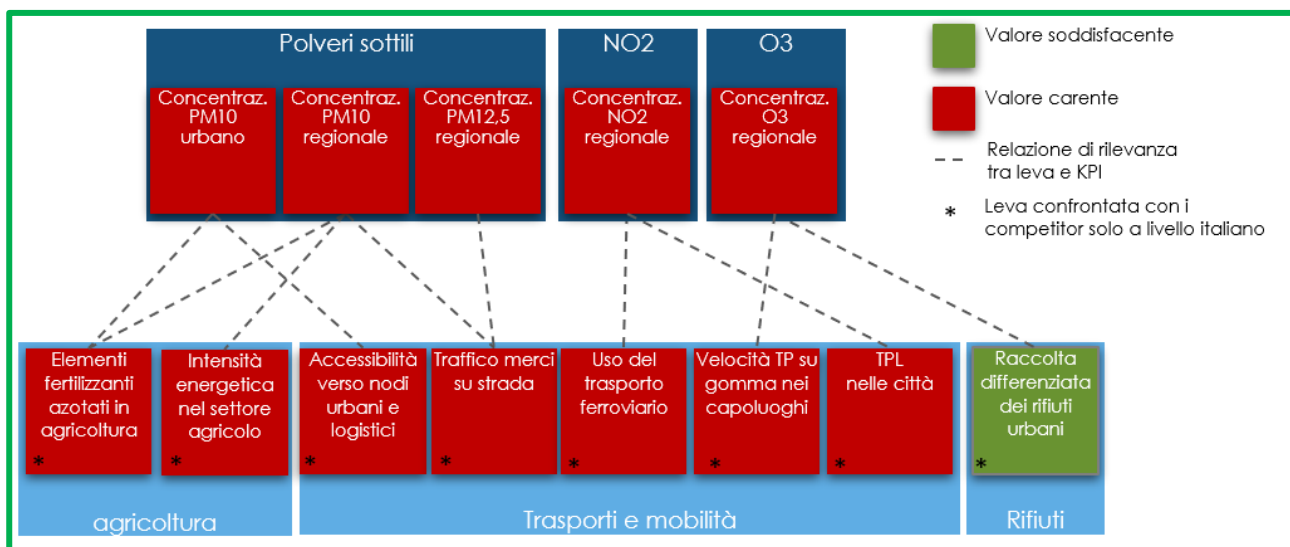 Polveri sottili
NO2
O3
Concentraz.
PM10
urbano
Concentraz.
PM10
regionale
Concentraz.
PM12,5
regionale
Concentraz.
NO2
regionale
Concentraz.
O3
regionale
Valore soddisfacente
Valore carente
Relazione di rilevanza
tra leva e KPI
* Leva confrontata con i
competitor solo a livello italiano
Elementi
fertilizzanti
azotati in
agricoltura
*
Intensità
energetica
nel settore
agricolo
*
Accessibilità
verso nodi
urbani e
logistici
*
Traffico merci
su strada
*
Uso del
trasporto
ferroviario
*
Velocità TP su
gomma nei
capoluoghi
*
TPL
nelle città
*
Raccolta
differenziata
dei rifiuti
urbani
*
agricoltura
Trasporti e mobilità
Rifiuti